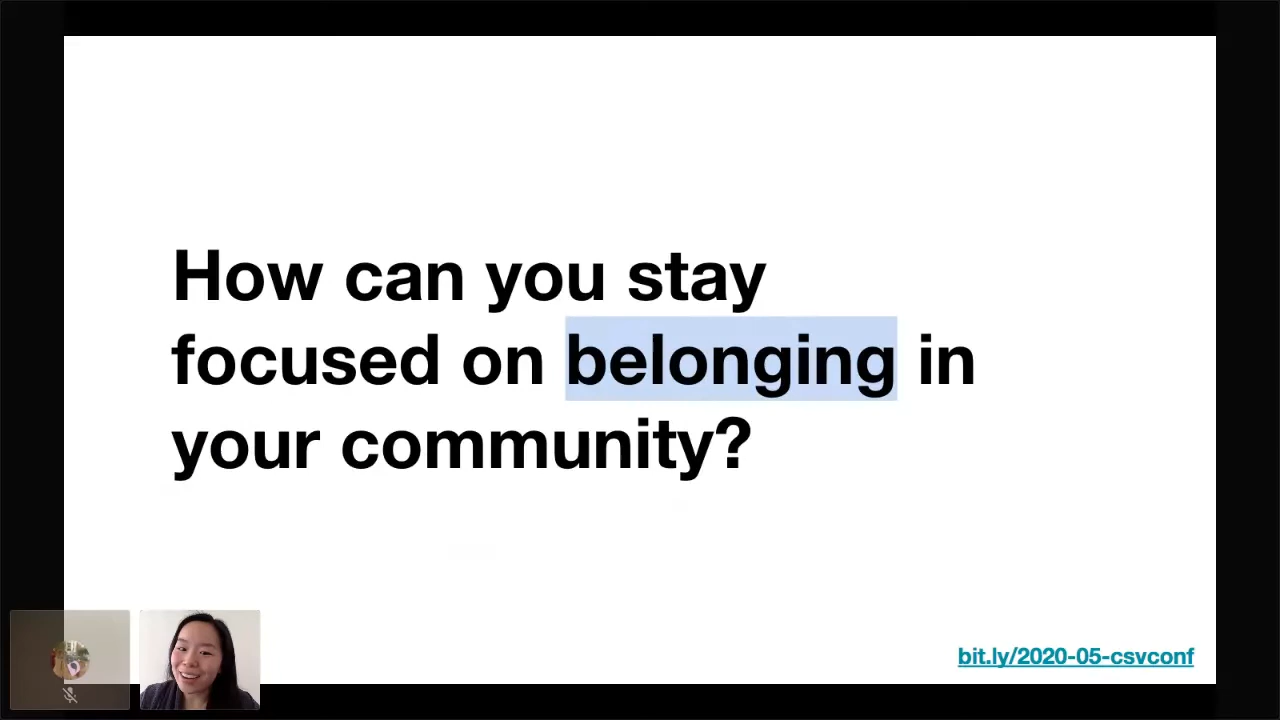 How can you stay
focused on belonging in
your community?
bit.ly/2020-05-csvconf